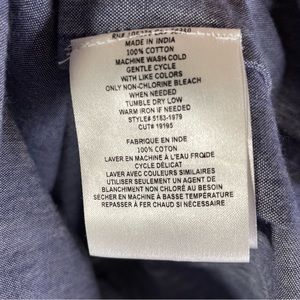 MADE IN INDIA
100% COTTON
MACHINE WASH COLD
GENTLE CYCLE
WITH LIKE COLORS
ONLY NON-CHLORINE BLEACH
WHEN NEEDED
TUMBLE DRY LOW
WARM IRON IF NEEDED
STYLE# 5183-1979
CUT# 19195
FABRIQUE EN INDE
100% COTON
LAVER EN MACHINE À L'EAU FROIDE
CYCLE DÉLICAT
LAVER AVEC COULEURS SIMILAIRES
UTILISER SEULEMENT UN AGENT DE
BLANCHIMENT NON CHLORÉ AU BESOIN
SÉCHER EN MACHINE À BASSE TEMPÉRATURE
REPASSER À FER CHAUD SI NÉCESSAIRE